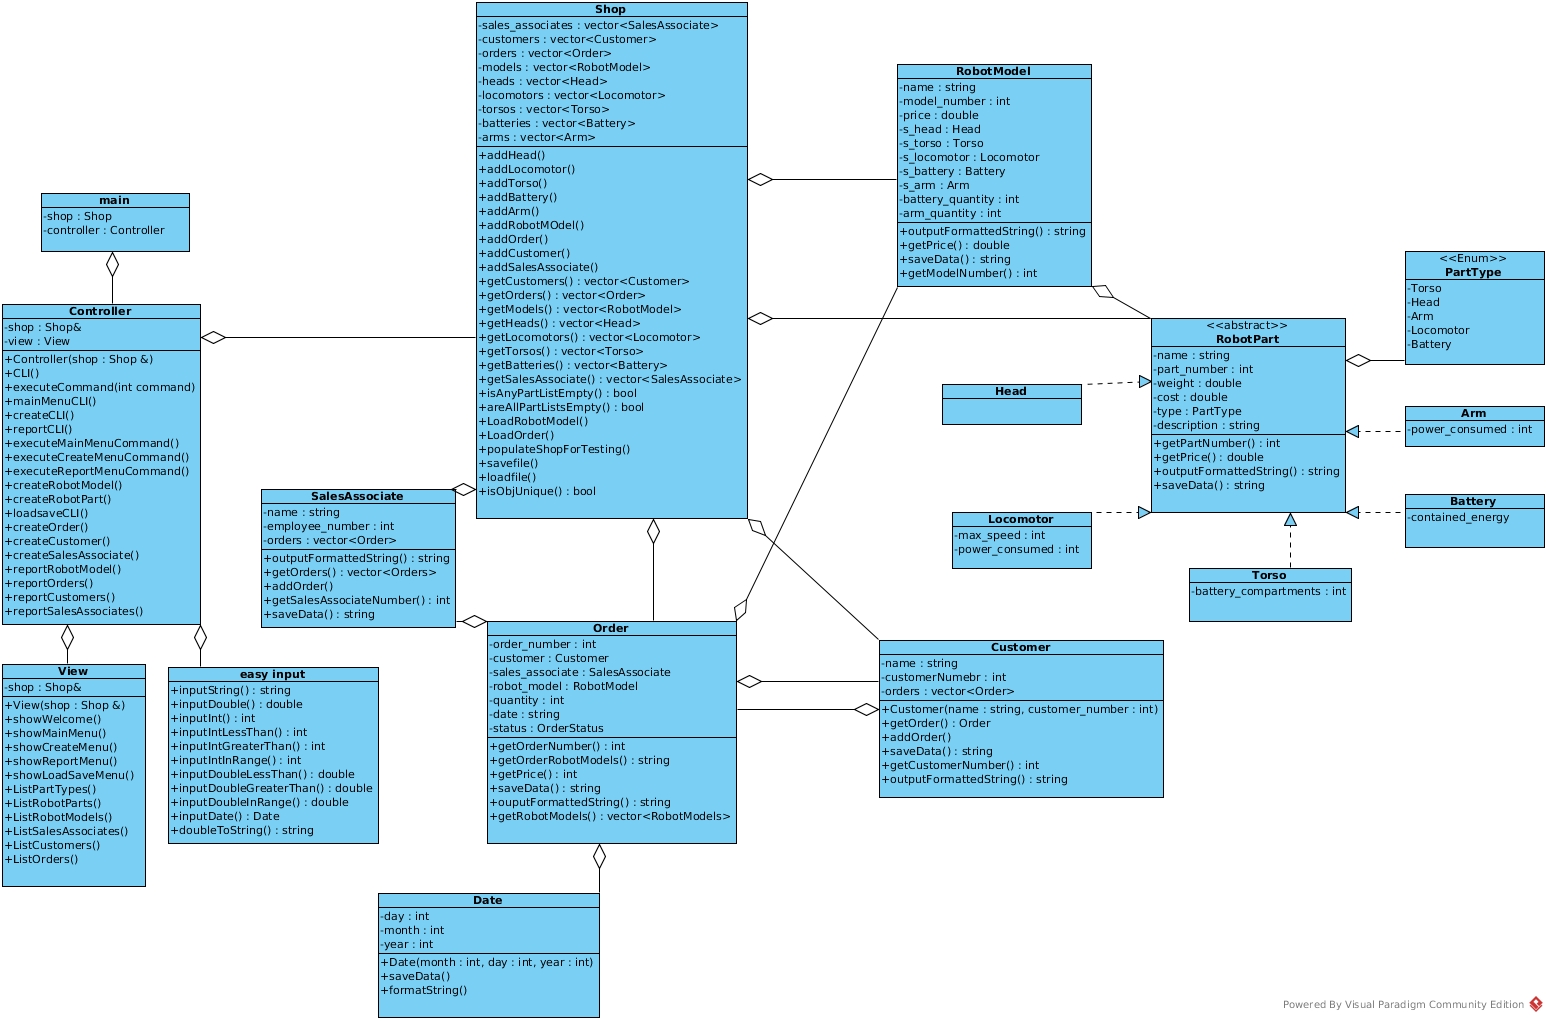 Shop
-sales_associates : vector<SalesAssociate>
-customers : vector<Customer>
-orders : vector<Order>
-models : vector<RobotModel>
-heads : vector<Head>
-locomotors : vector<Locomotor>
-torsos : vector<Torso>
-batteries : vector<Battery>
-arms : vector<Arm>
+addHead()
+addLocomotor()
+addTorso()
+addBattery()
+addArm()
+addRobotMOdel()
+addOrder()
+addCustomer()
+addSalesAssociate()
+getCustomers() : vector<Customer>
+getOrders() : vector<Order>
+getModels() : vector<RobotModel>
+getHeads() : vector<Head>
+getLocomotors() : vector<Locomotor>
+getTorsos() : vector<Torso>
+getBatteries() : vector<Battery>
+getSalesAssociate() : vector<SalesAssociate>
+isAnyPartListEmpty() : bool
+areAllPartListsEmpty() : bool
+LoadRobotModel()
+LoadOrder()
+populateShopForTesting()
+savefile()
+loadfile()
+isObjUnique() : bool
RobotModel
-name : string
-model_number : int
-price : double
-s_head : Head
-s_torso : Torso
-s_locomotor : Locomotor
-s_battery : Battery
-s_arm : Arm
-battery_quantity : int
-arm_quantity : int
+outputFormattedString() : string
+getPrice() : double
+saveData() : string
+getModelNumber() : int
main
-shop : Shop
-controller : Controller
Controller
-shop : Shop&
-view : View
+Controller(shop : Shop &)
+CLI()
+executeCommand(int command)
+mainMenuCLI()
+createCLI()
+reportCLI()
+executeMainMenuCommand()
+executeCreateMenuCommand()
+executeReportMenuCommand()
+createRobotModel()
+createRobotPart()
+loadsaveCLI()
+createOrder()
+createCustomer()
+createSalesAssociate()
+reportRobotModel()
+reportOrders()
+reportCustomers()
+reportSalesAssociates()
<<Enum>>
PartType
-Torso
-Head
-Arm
-Locomotor
-Battery
<<abstract>>
RobotPart
-name : string
-part_number : int
-weight : double
-cost : double
-type : PartType
-description : string
+getPartNumber() : int
+getPrice() : double
+outputFormattedString() : string
+saveData() : string
Head
Arm
-power_consumed : int
Battery
-contained_energy
Locomotor
-max_speed : int
-power_consumed : int
Torso
-battery_compartments : int
SalesAssociate
-name : string
-employee_number : int
-orders : vector<Order>
+outputFormattedString() : string
+getOrders() : vector<Orders>
+addOrder()
+getSalesAssociateNumber() : int
+saveData() : string
Order
-order_number : int
-customer : Customer
-sales_associate : SalesAssociate
-robot_model : RobotModel
-quantity : int
-date : string
-status : OrderStatus
+getOrderNumber() : int
+getOrderRobotModels() : string
+getPrice() : int
+saveData() : string
+ouputFormattedString() : string
+getRobotModels() : vector<RobotModels>
Customer
-name : string
-customerNumebr : int
-orders : vector<Order>
+Customer(name : string, customer_number : int)
+getOrder() : Order
+addOrder()
+saveData() : string
+getCustomerNumber() : int
+outputFormattedString() : string
View
-shop : Shop&
+View(shop : Shop &)
+showWelcome()
+showMainMenu()
+showCreateMenu()
+showReportMenu()
+showLoadSaveMenu()
+ListPartTypes()
+ListRobotParts()
+ListRobotModels()
+ListSalesAssociates()
+ListCustomers()
+ListOrders()
easy input
+inputString() : string
+inputDouble() : double
+inputInt() : int
+inputIntLessThan() : int
+inputIntGreaterThan() : int
+inputIntInRange() : int
+inputDoubleLessThan() : double
+inputDoubleGreaterThan() : double
+inputDoubleInRange() : double
+inputDate() : Date
+doubleToString() : string
Date
-day : int
-month : int
-year : int
+Date(month : int, day : int, year : int)
+saveData()
+formatString()
Powered By Visual Paradigm Community Edition